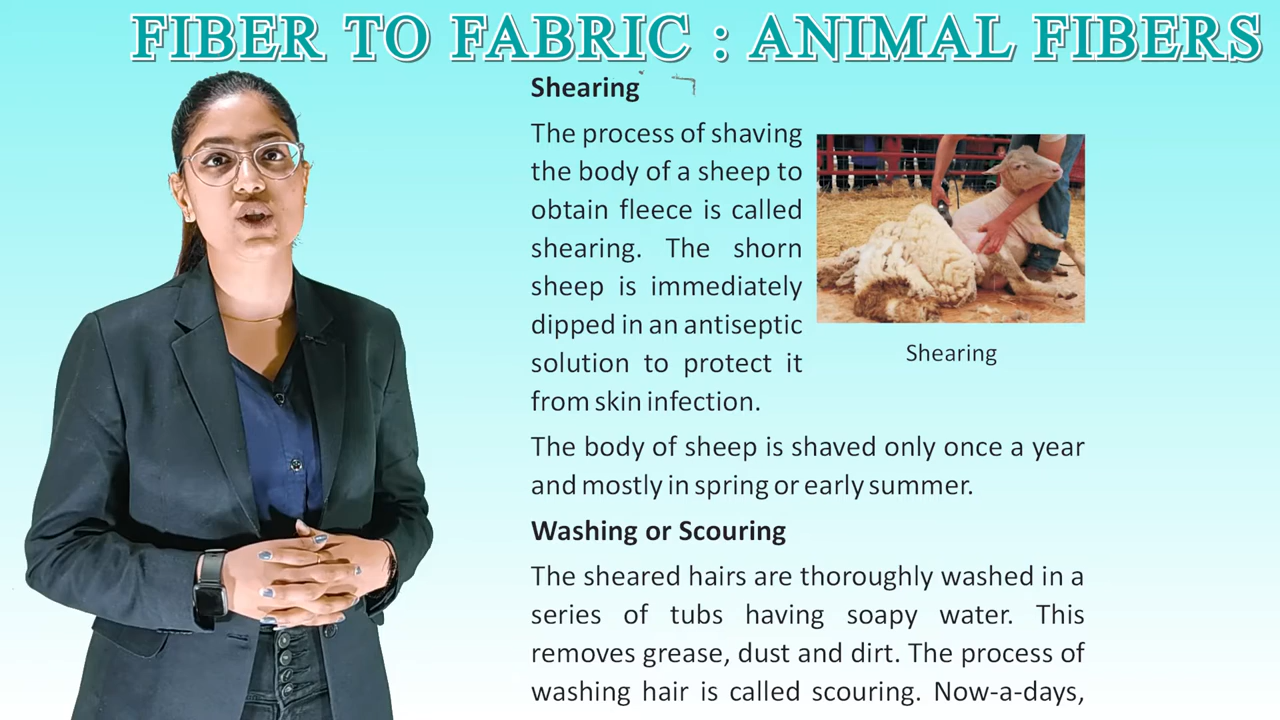 FIBER TO FABRIC : ANIMAL FIBERS
Shearing
The process of shaving
the body of a sheep to
obtain fleece is called
shearing. The shorn
sheep is immediately
dipped in an antiseptic
solution to protect it
from skin infection.
Shearing
The body of sheep is shaved only once a year
and mostly in spring or early summer.
Washing or Scouring
The sheared hairs are thoroughly washed in a
series of tubs having soapy water. This
removes grease, dust and dirt. The process of
washing hair is called scouring. Now-a-days,